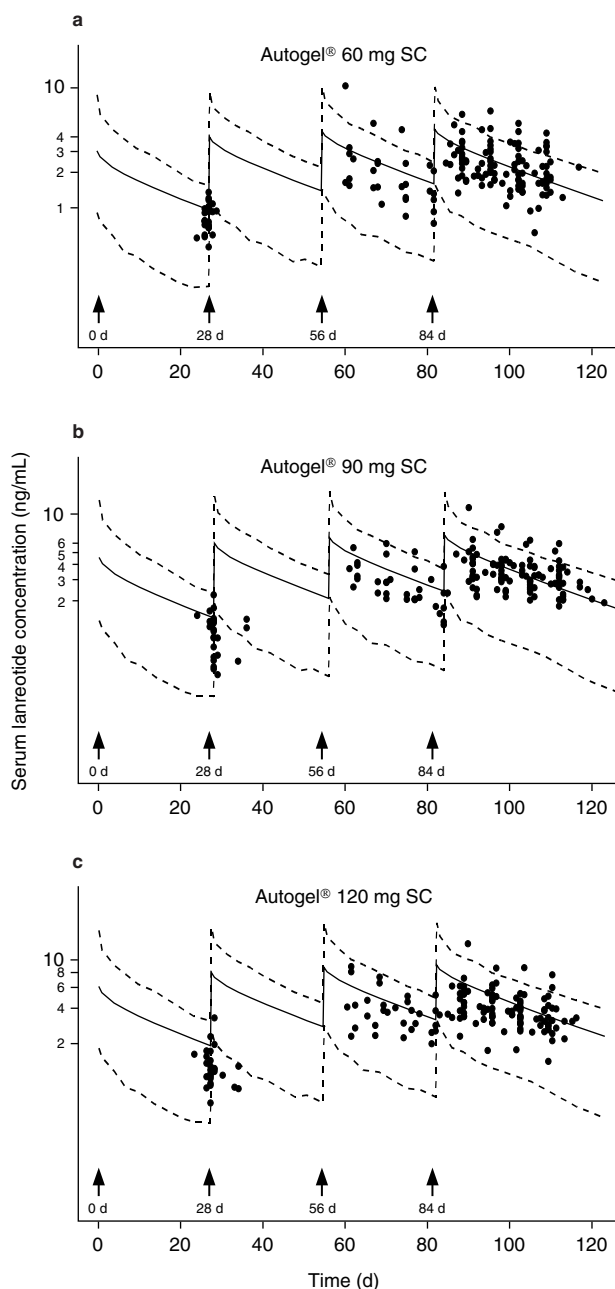 a
Autogel® 60 mg SC
10
4
3
2
1
0 d
28 d
56 d
84 d
0
20
40
60
80
100
120
b
Autogel® 90 mg SC
Serum lanreotide concentration (ng/mL)
10
6
5
4
3
2
0 d
28 d
56 d
84 d
0
20
40
60
80
100
120
c
Autogel® 120 mg SC
10
8
6
4
2
0 d
28 d
56 d
84 d
0
20
40
60
80
100
120
Time (d)